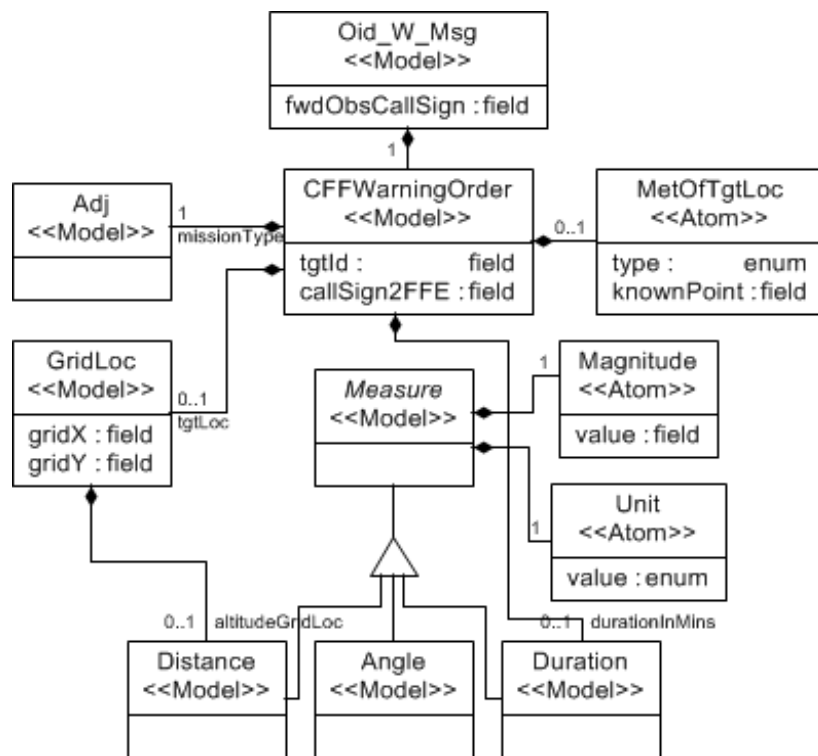 Oid_W_Msg
<<Model>>
fwdObsCallSign : field
1
CFFWarningOrder
<<Model>>
tgtId : field
callSign2FFE : field
Adj
<<Model>>
1
missionType
MetOfTgtLoc
<<Atom>>
type : enum
knownPoint : field
0..1
GridLoc
<<Model>>
gridX : field
gridY : field
0..1
tgtLoc
Measure
<<Model>>
1
Magnitude
<<Atom>>
value : field
1
Unit
<<Atom>>
value : enum
0..1 altitudeGridLoc
0..1 durationInMins
Distance
<<Model>>
Angle
<<Model>>
Duration
<<Model>>